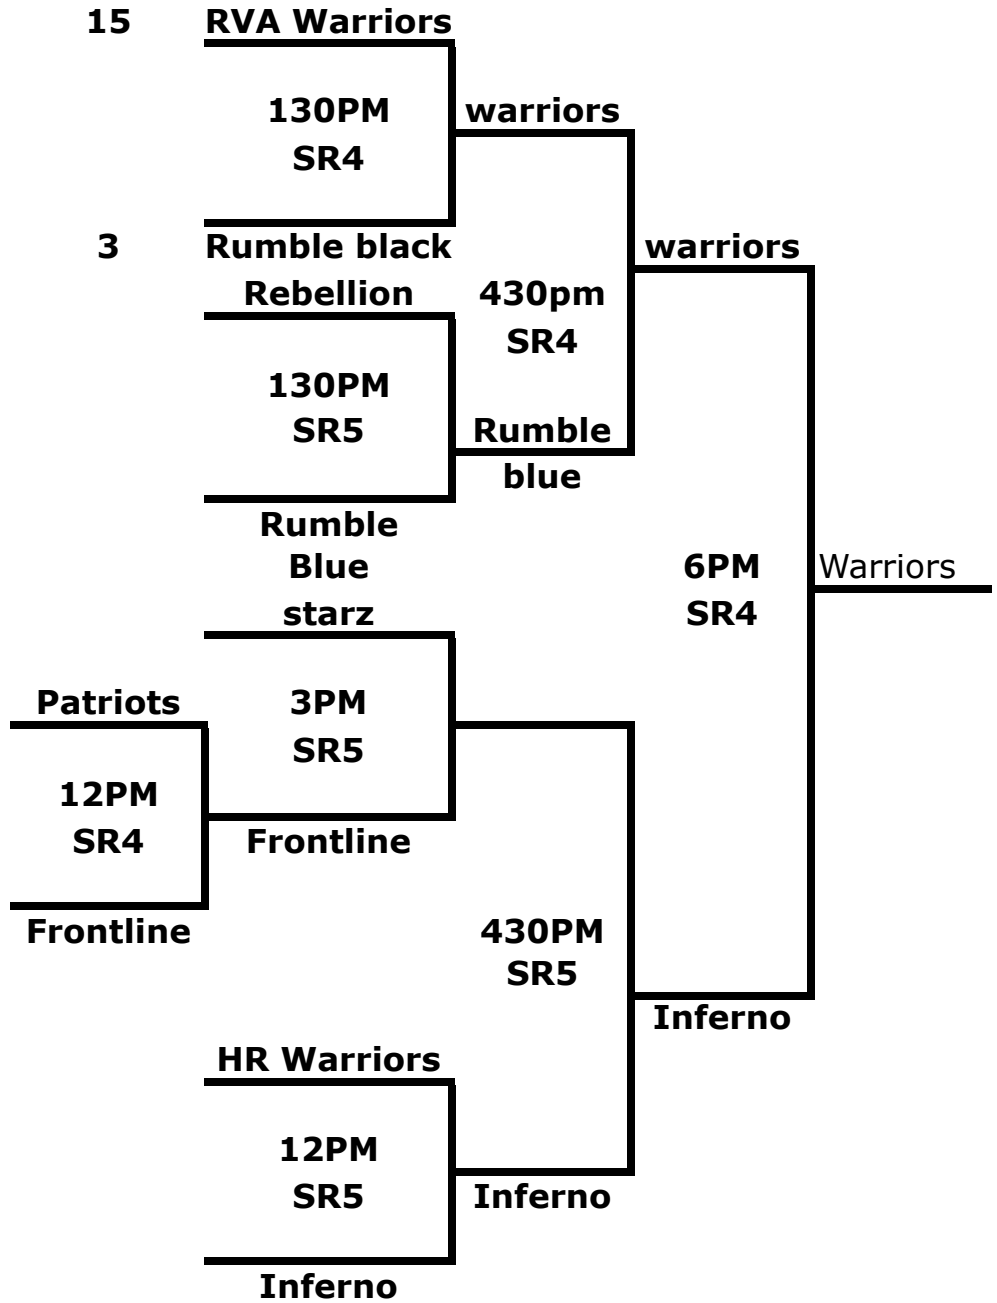 15 RVA Warriors
130PM
SR4
warriors
3 Rumble black
warriors
Rebellion
430pm
SR4
130PM
SR5
Rumble
blue
Rumble
Blue
6PM
SR4
Warriors
starz
Patriots
3PM
SR5
12PM
SR4
Frontline
Frontline
430PM
SR5
Inferno
HR Warriors
12PM
SR5
Inferno
Inferno